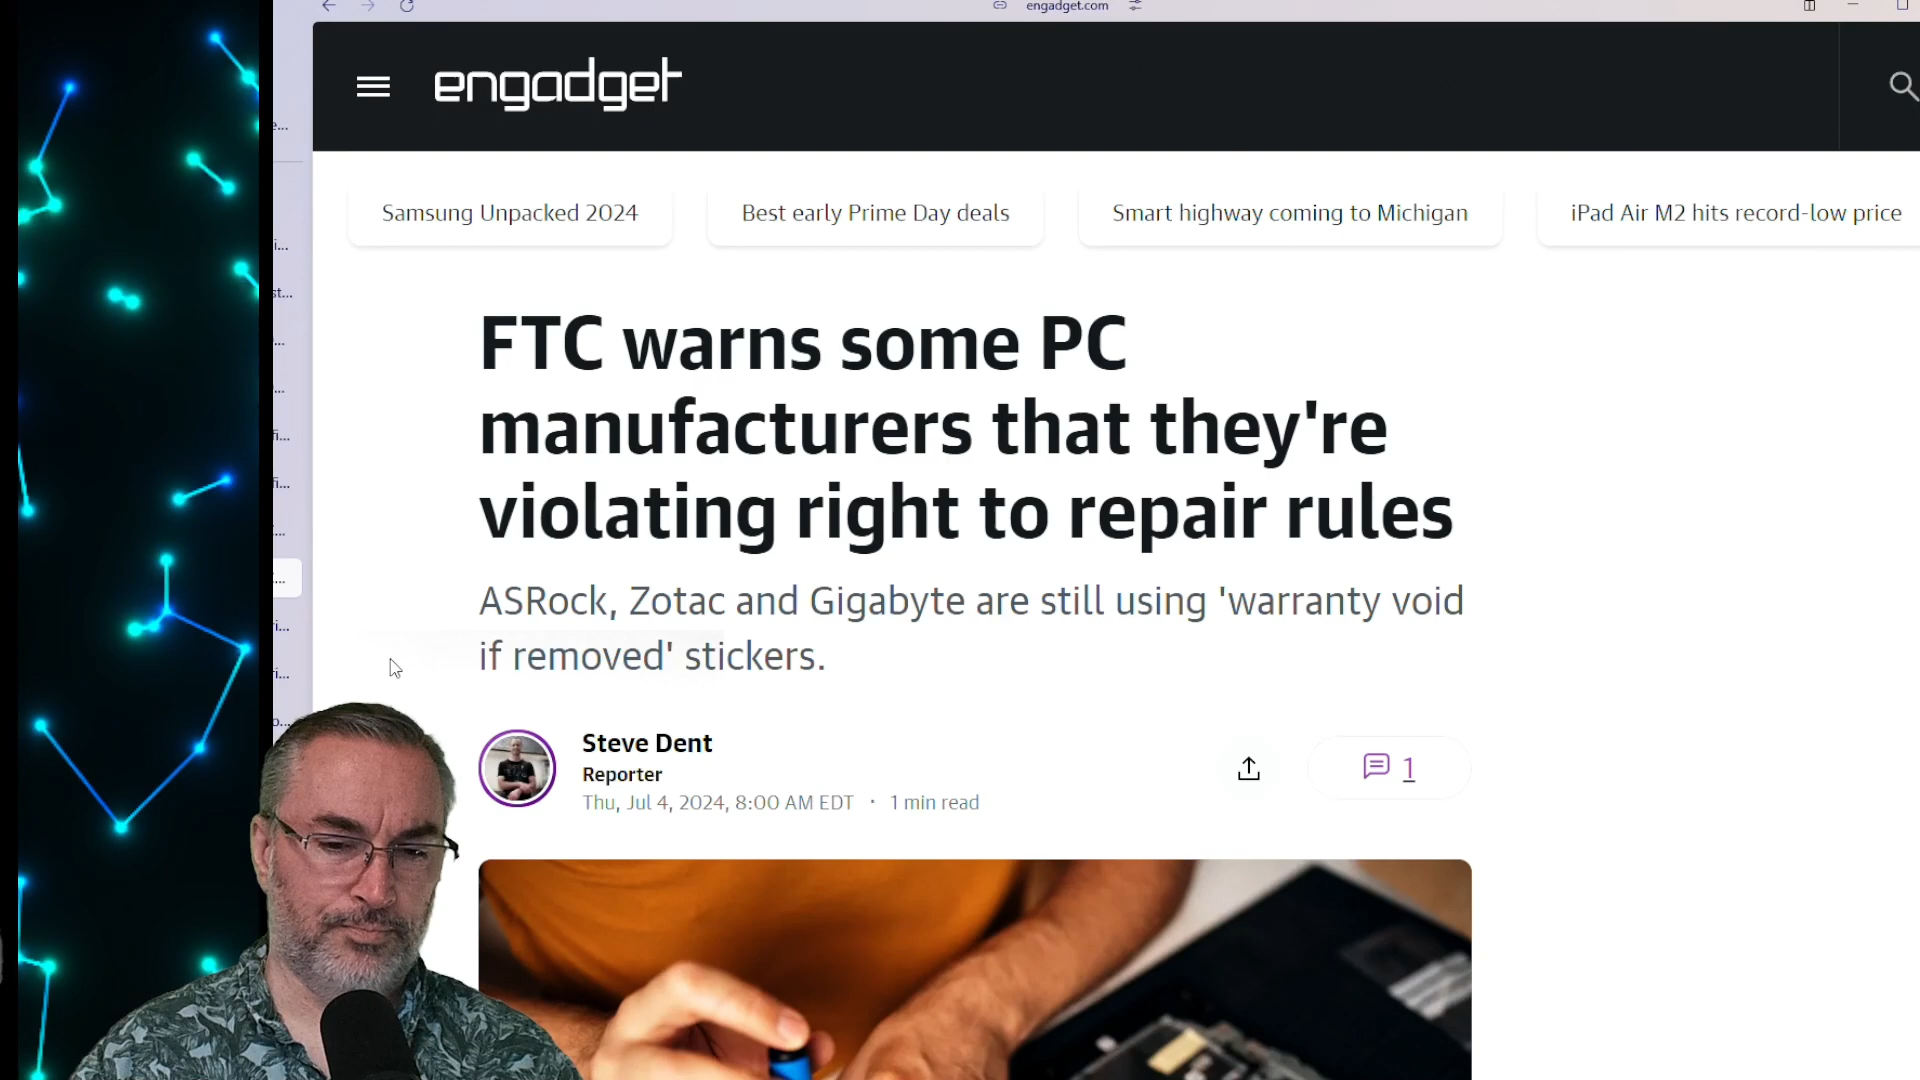 engadget.com
engadget
Samsung Unpacked 2024
Best early Prime Day deals
Smart highway coming to Michigan
iPad Air M2 hits record-low price
FTC warns some PC
manufacturers that they're
violating right to repair rules
ASRock, Zotac and Gigabyte are still using 'warranty void
if removed' stickers.
Steve Dent
Reporter
Thu, Jul 4, 2024, 8:00 AM EDT · 1 min read
1